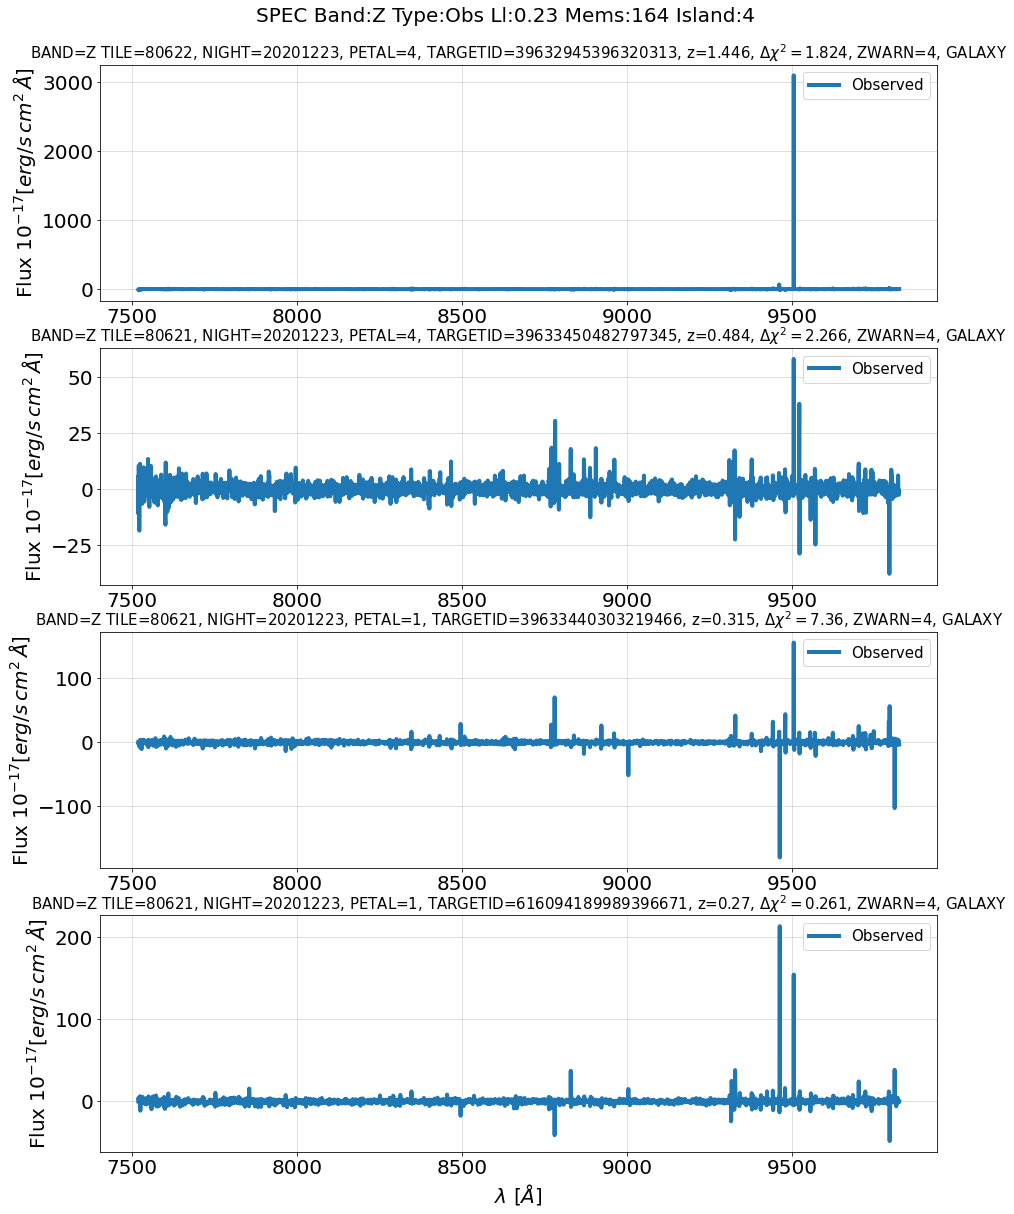 SPEC Band:Z Type:Obs Ll:0.23 Mems:164 Island:4
BAND=Z TILE=80622, NIGHT=20201223, PETAL=4, TARGETID=39632945396320313, z=1.446, Δχ² = 1.824, ZWARN=4, GALAXY
Flux 10⁻¹⁷[erg/s cm² Å]
3000
2000
1000
0
Observed
7500 8000 8500 9000 9500
BAND=Z TILE=80621, NIGHT=20201223, PETAL=4, TARGETID=39633450482797345, z=0.484, Δχ² = 2.266, ZWARN=4, GALAXY
Flux 10⁻¹⁷[erg/s cm² Å]
50
25
0
−25
Observed
7500 8000 8500 9000 9500
BAND=Z TILE=80621, NIGHT=20201223, PETAL=1, TARGETID=39633440303219466, z=0.315, Δχ² = 7.36, ZWARN=4, GALAXY
Flux 10⁻¹⁷[erg/s cm² Å]
100
0
−100
Observed
7500 8000 8500 9000 9500
BAND=Z TILE=80621, NIGHT=20201223, PETAL=1, TARGETID=616094189989396671, z=0.27, Δχ² = 0.261, ZWARN=4, GALAXY
Flux 10⁻¹⁷[erg/s cm² Å]
200
100
0
Observed
7500 8000 8500 9000 9500
λ [Å]